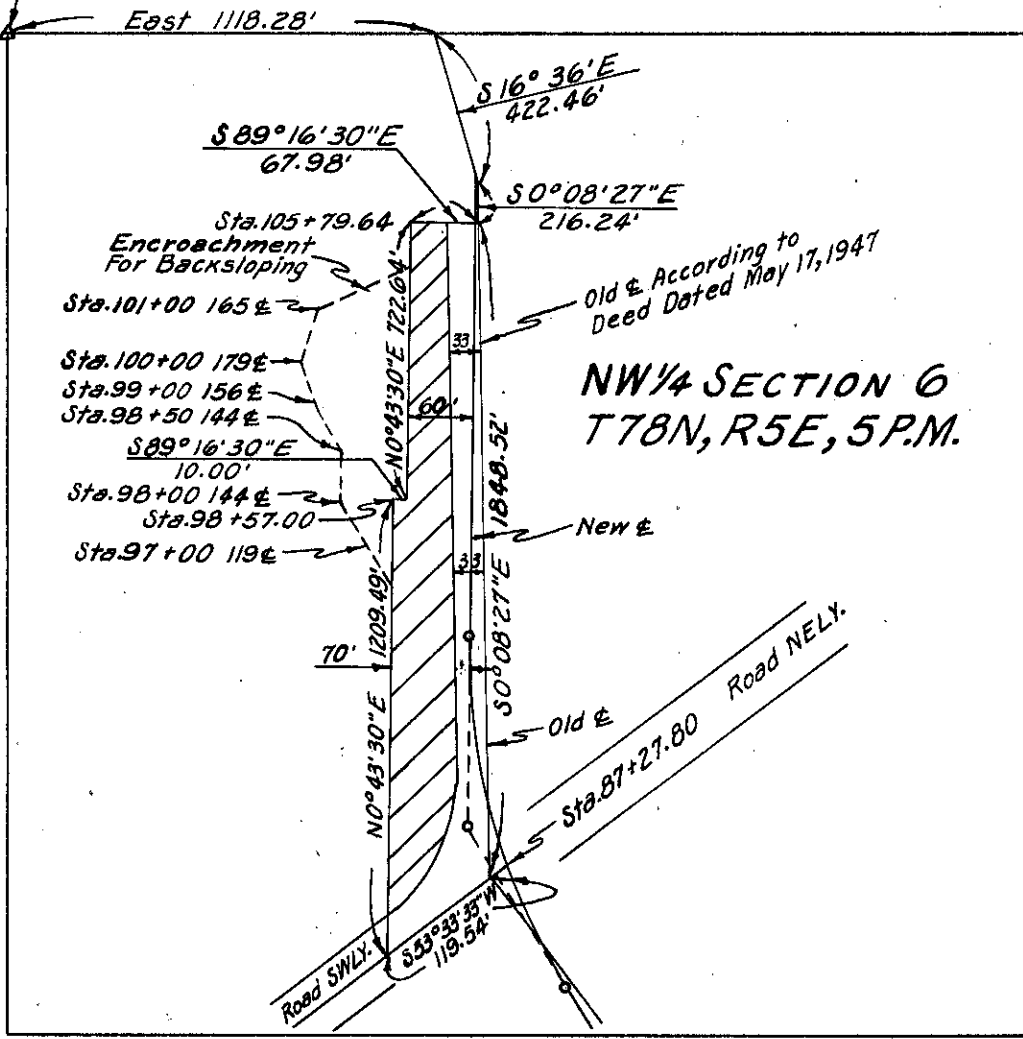 East 1118.28'
S 16° 36' E
422.46'
S 89° 16' 30" E
67.98'
S 0° 08' 27" E
216.24'
Sta. 105 + 79.64
Encroachment
For Backsloping
Old ℄ According to
Deed Dated May 17, 1947
Sta. 101 + 00 165 ℄
N 0° 43' 30" E 722.64'
33
Sta. 100 + 00 179 ℄
Sta. 99 + 00 156 ℄
Sta. 98 + 50 144 ℄
60'
NW 1/4 SECTION 6
T 78 N, R 5 E, 5 P.M.
S 89° 16' 30" E
10.00'
Sta. 98 + 00 144 ℄
Sta. 98 + 57.00
Sta. 97 + 00 119 ℄
New ℄
33
S 0° 08' 27" E 1848.52'
70'
N 0° 43' 30" E 1209.49'
Old ℄
Road NELY.
Sta. 87 + 27.80
S 53° 33' 33" W
119.54'
Road SWLY.